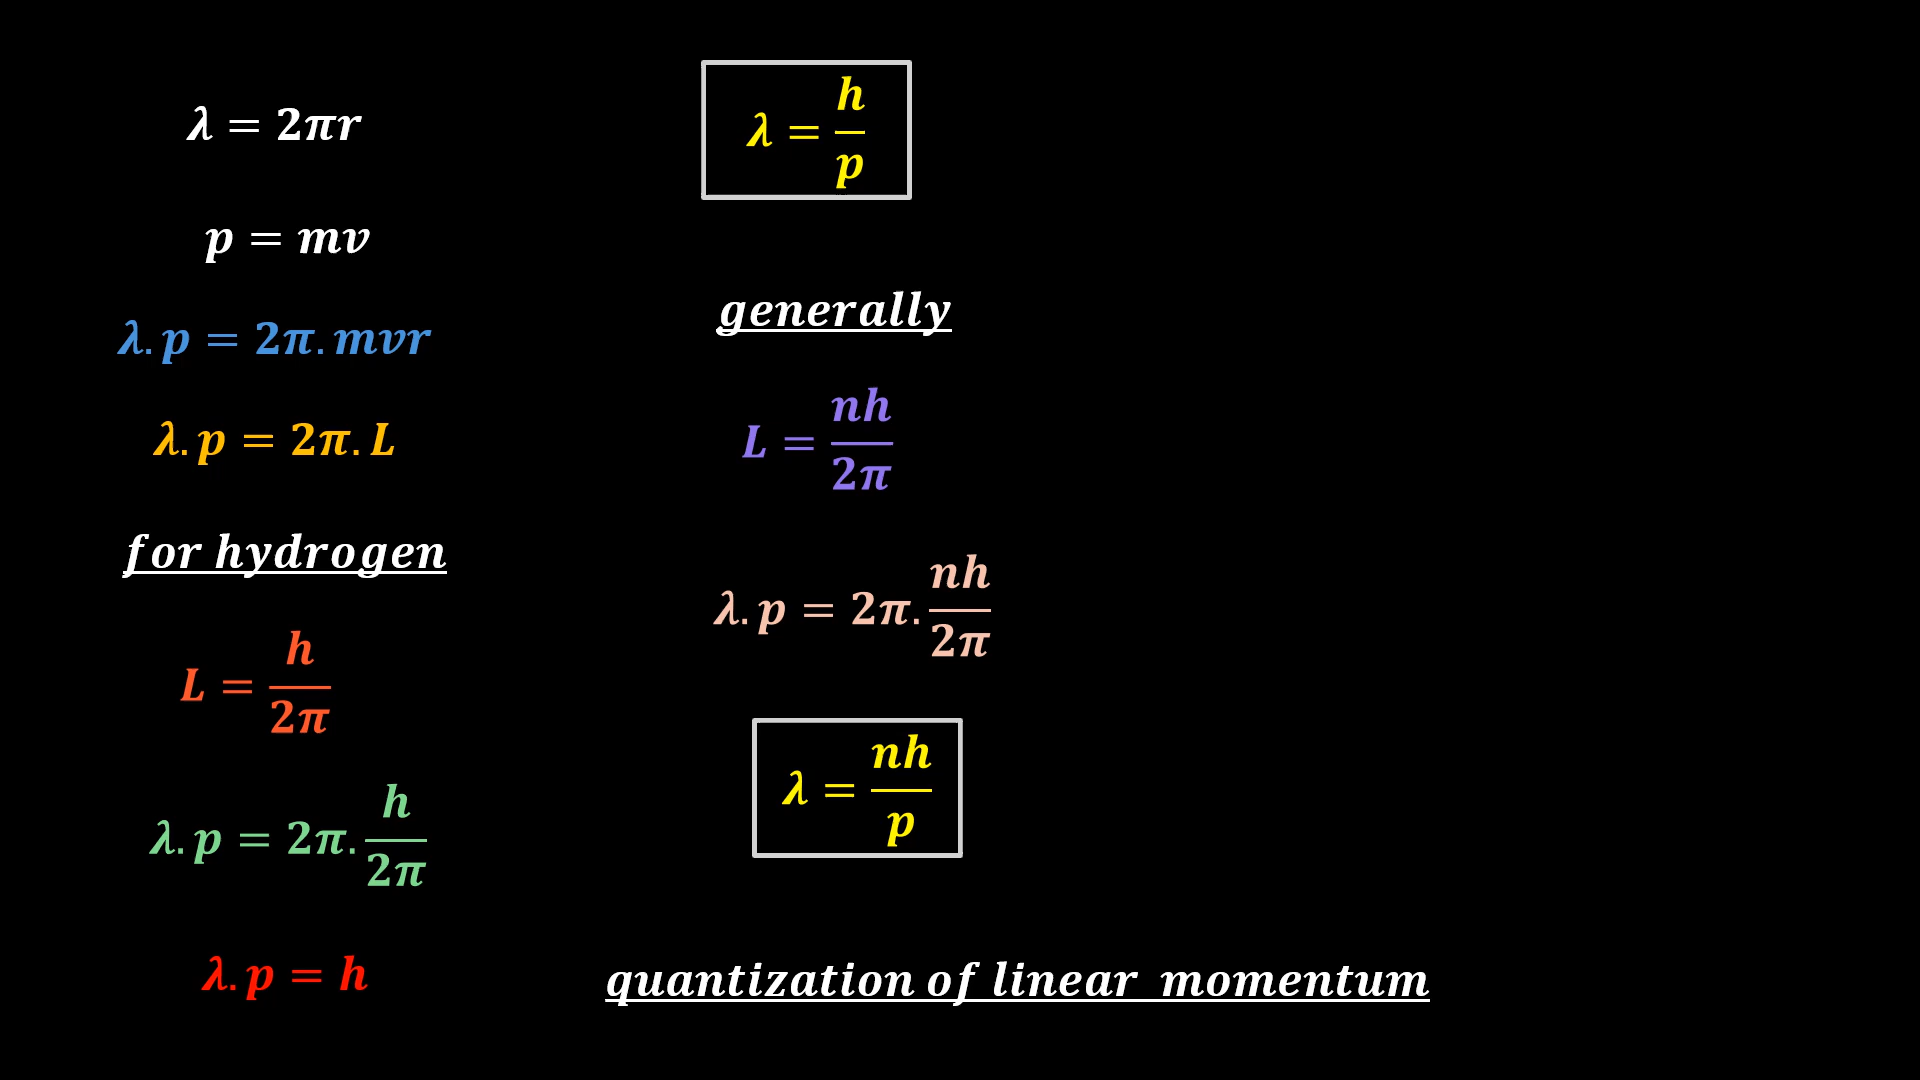 λ = 2πr
p = mv
λ. p = 2π. mvr
λ. p = 2π. L
for hydrogen
L = h/2π
λ. p = 2π. h/2π
λ. p = h
λ = h/p
generally
L = nh/2π
λ. p = 2π. nh/2π
λ = nh/p
quantization of linear momentum